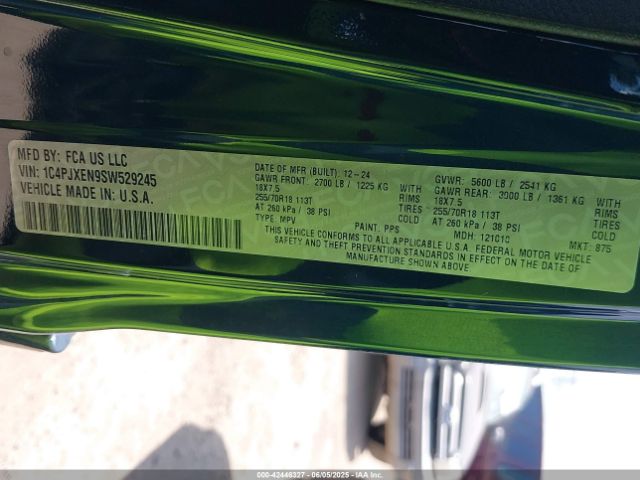 MFD BY: FCA US LLC
VIN: 1C4PJXEN9SW529245
VEHICLE MADE IN: U.S.A.
DATE OF MFR (BUILT): 12-24
GAWR FRONT: 2700 LB / 1225 KG WITH
18X7.5 RIMS
255/70R18 113T TIRES
AT 260 kPa / 38 PSI COLD
TYPE: MPV PAINT: PPS
GVWR: 5600 LB / 2541 KG
GAWR REAR: 3000 LB / 1361 KG WITH
18X7.5 RIMS
255/70R18 113T TIRES
AT 260 kPa / 38 PSI COLD
MDH: 121010 MKT: 875
THIS VEHICLE CONFORMS TO ALL APPLICABLE U.S.A. FEDERAL MOTOR VEHICLE
SAFETY AND THEFT PREVENTION STANDARDS IN EFFECT ON THE DATE OF
MANUFACTURE SHOWN ABOVE
000-42446327 - 06/05/2025 - IAAI.COM